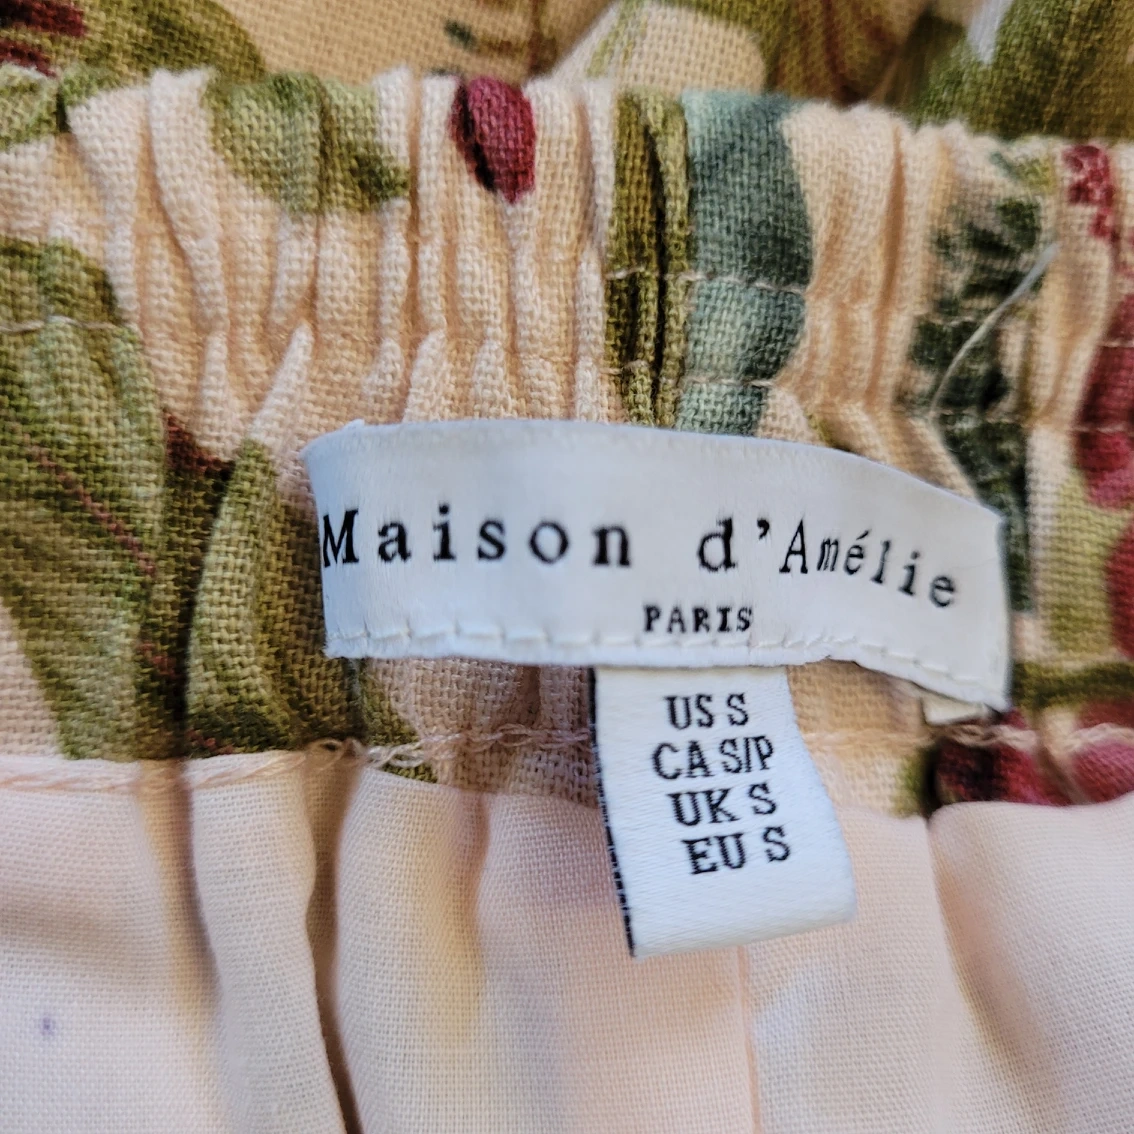 Maison d'Amélie
PARIS
US S
CA S/P
UK S
EU S